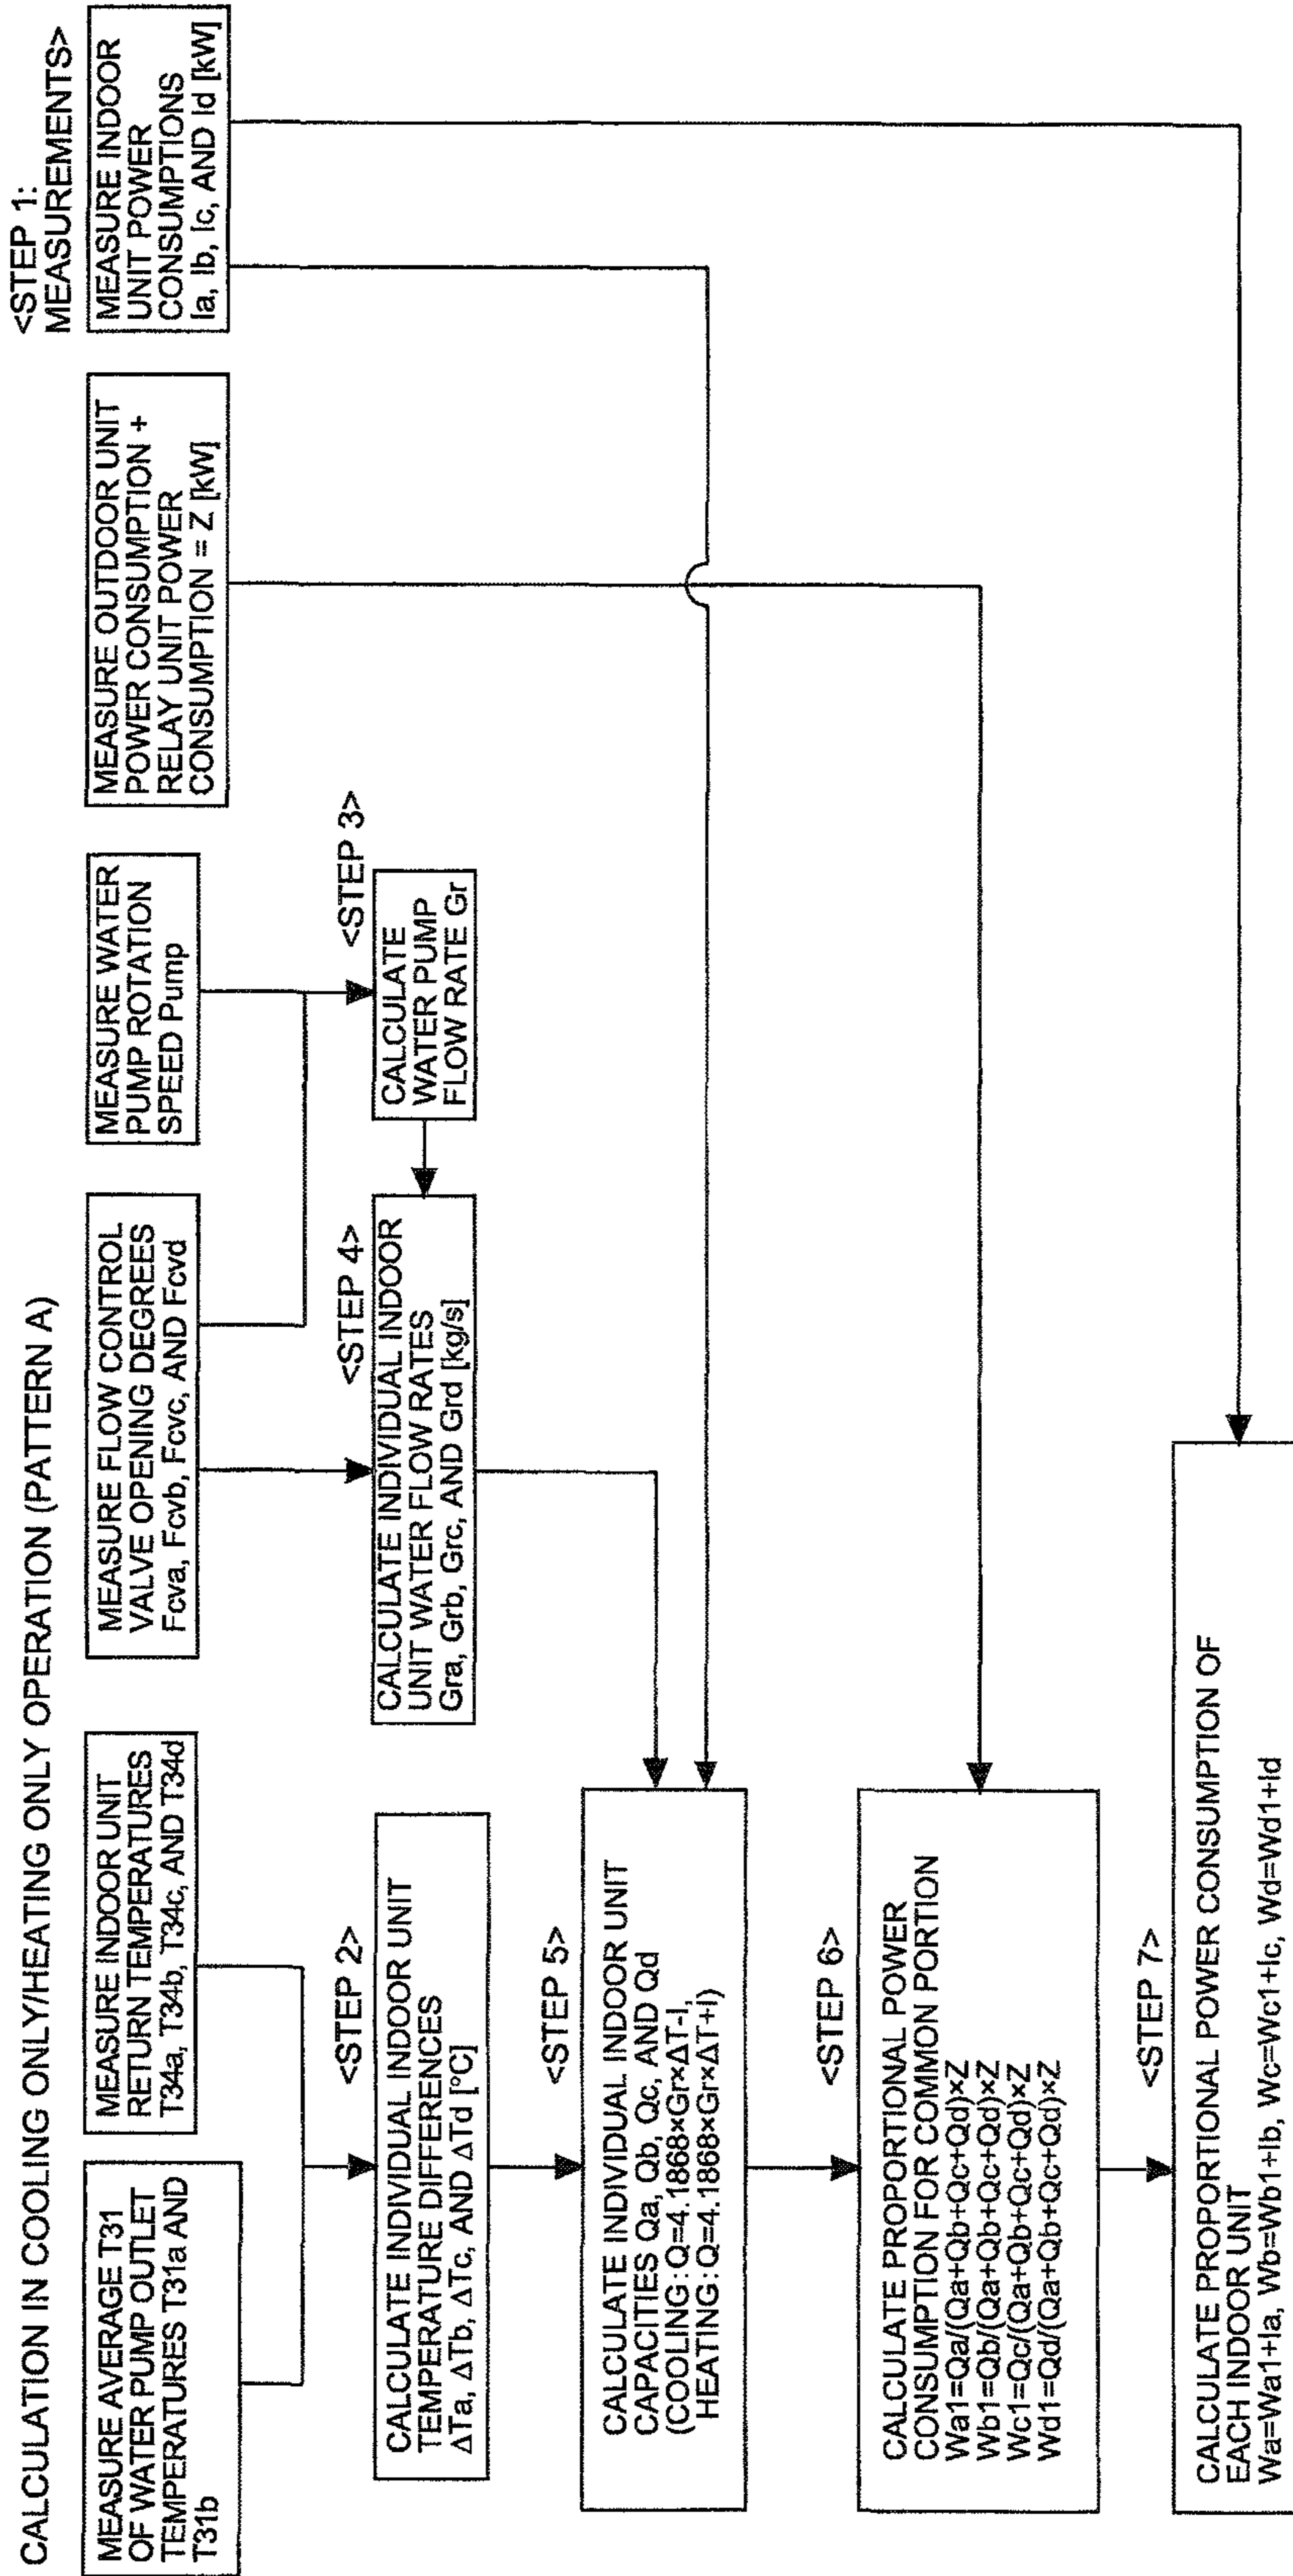 CALCULATION IN COOLING ONLY/HEATING ONLY OPERATION (PATTERN A)
<STEP 1:
MEASUREMENTS>
MEASURE AVERAGE T31
OF WATER PUMP OUTLET
TEMPERATURES T31a AND
T31b
MEASURE INDOOR UNIT
RETURN TEMPERATURES
T34a, T34b, T34c, AND T34d
MEASURE FLOW CONTROL
VALVE OPENING DEGREES
Fcva, Fcvb, Fcvc, AND Fcvd
MEASURE WATER
PUMP ROTATION
SPEED Pump
MEASURE OUTDOOR UNIT
POWER CONSUMPTION +
RELAY UNIT POWER
CONSUMPTION = Z [kW]
MEASURE INDOOR
UNIT POWER
CONSUMPTIONS
Ia, Ib, Ic, AND Id [kW]
<STEP 2>
CALCULATE INDIVIDUAL INDOOR UNIT
TEMPERATURE DIFFERENCES
ΔTa, ΔTb, ΔTc, AND ΔTd [°C]
<STEP 4>
CALCULATE INDIVIDUAL INDOOR
UNIT WATER FLOW RATES
Gra, Grb, Grc, AND Grd [kg/s]
<STEP 3>
CALCULATE
WATER PUMP
FLOW RATE Gr
<STEP 5>
CALCULATE INDIVIDUAL INDOOR UNIT
CAPACITIES Qa, Qb, Qc, AND Qd
(COOLING:Q=4.1868×Gr×ΔT-I,
HEATING:Q=4.1868×Gr×ΔT+I)
<STEP 6>
CALCULATE PROPORTIONAL POWER
CONSUMPTION FOR COMMON PORTION
Wa1=Qa/(Qa+Qb+Qc+Qd)×Z
Wb1=Qb/(Qa+Qb+Qc+Qd)×Z
Wc1=Qc/(Qa+Qb+Qc+Qd)×Z
Wd1=Qd/(Qa+Qb+Qc+Qd)×Z
<STEP 7>
CALCULATE PROPORTIONAL POWER CONSUMPTION OF
EACH INDOOR UNIT
Wa=Wa1+Ia, Wb=Wb1+Ib, Wc=Wc1+Ic, Wd=Wd1+Id